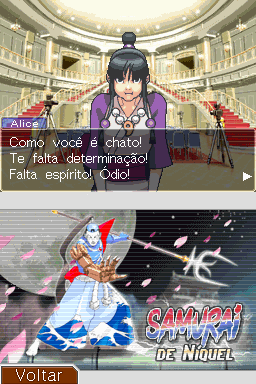 Alice
Como você é chato!
Te falta determinação!
Falta espírito! Ódio!
SAMURAI
DE NÍQUEL
Voltar